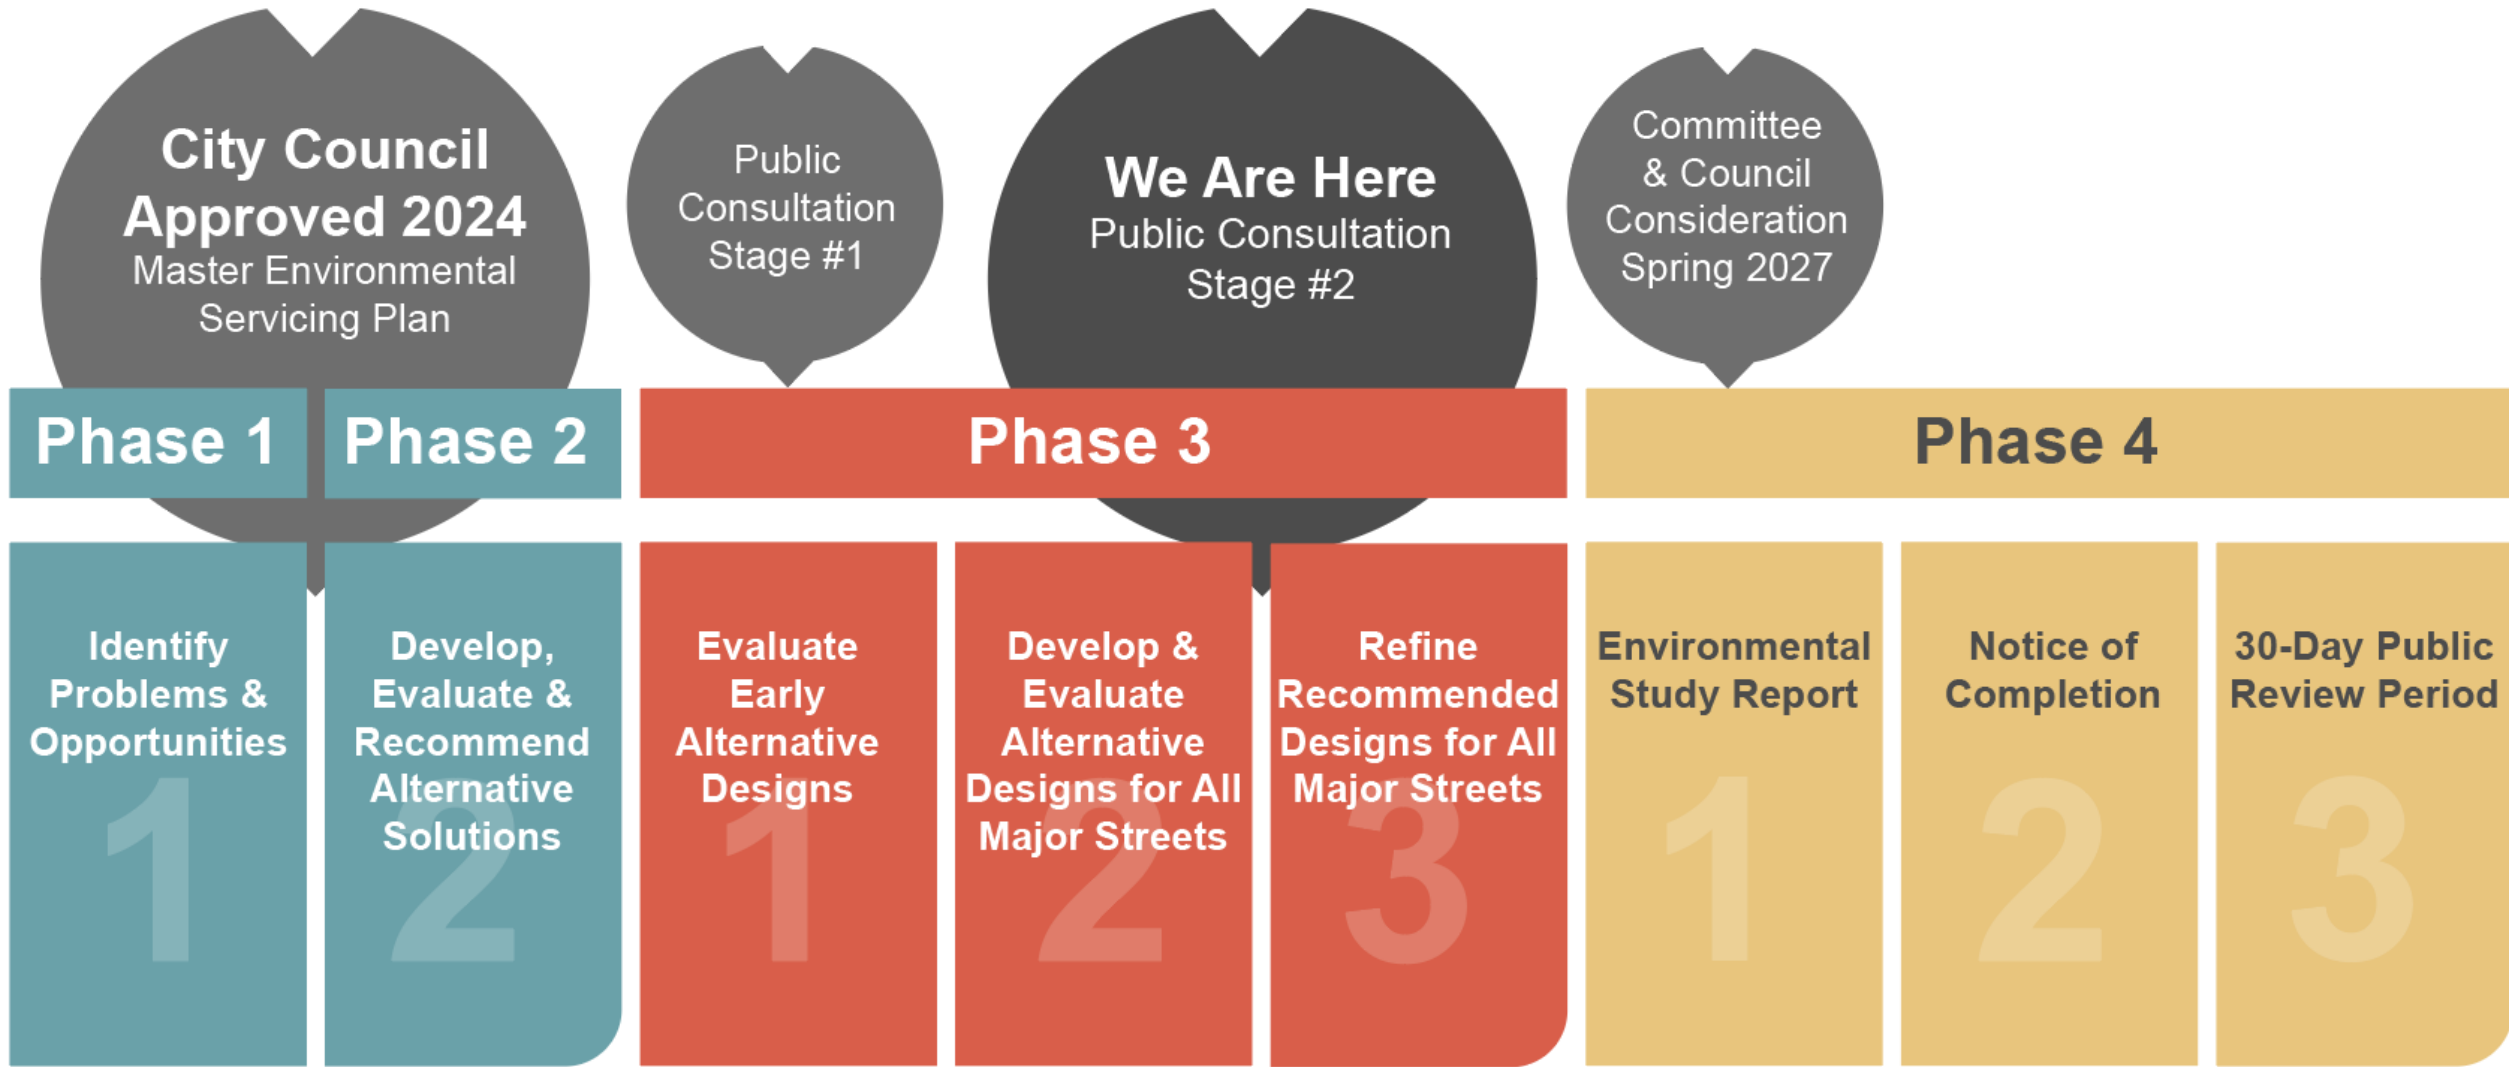 City Council
Approved 2024
Master Environmental
Servicing Plan
Public
Consultation
Stage #1
We Are Here
Public Consultation
Stage #2
Committee
& Council
Consideration
Spring 2027
Phase 1
Phase 2
Phase 3
Phase 4
Identify
Problems &
Opportunities
1
Develop,
Evaluate &
Recommend
Alternative
Solutions
2
Evaluate
Early
Alternative
Designs
1
Develop &
Evaluate
Alternative
Designs for All
Major Streets
2
Refine
Recommended
Designs for All
Major Streets
3
Environmental
Study Report
1
Notice of
Completion
2
30-Day Public
Review Period
3